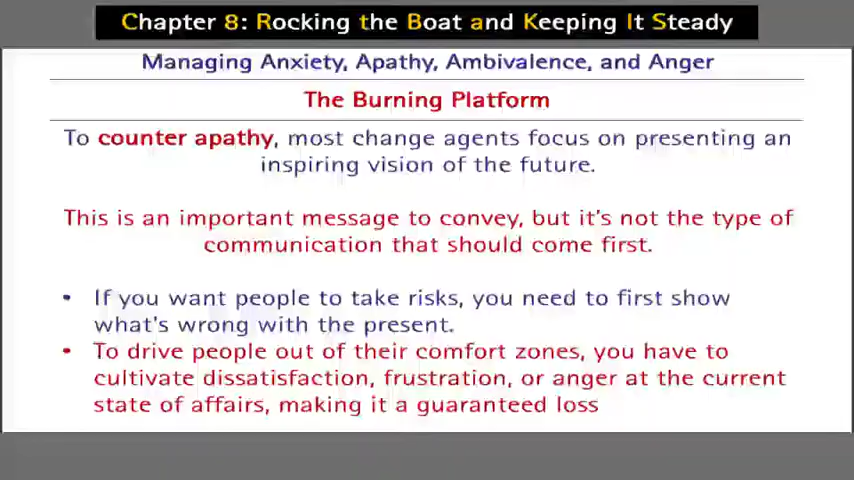 Chapter 8: Rocking the Boat and Keeping It Steady
Managing Anxiety, Apathy, Ambivalence, and Anger
The Burning Platform
To counter apathy, most change agents focus on presenting an
inspiring vision of the future.
This is an important message to convey, but it's not the type of
communication that should come first.
• If you want people to take risks, you need to first show
what's wrong with the present.
• To drive people out of their comfort zones, you have to
cultivate dissatisfaction, frustration, or anger at the current
state of affairs, making it a guaranteed loss